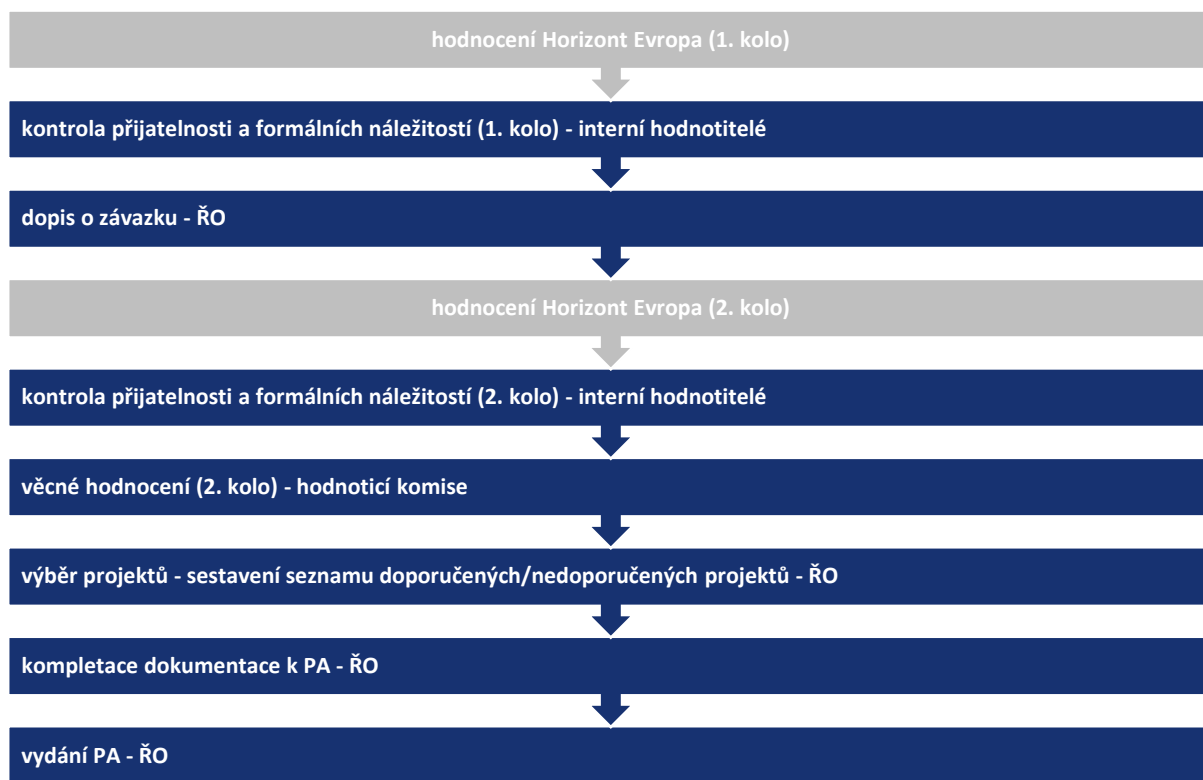 hodnocení Horizont Evropa (1. kolo)
kontrola přijatelnosti a formálních náležitostí (1. kolo) - interní hodnotitelé
dopis o závazku - ŘO
hodnocení Horizont Evropa (2. kolo)
kontrola přijatelnosti a formálních náležitostí (2. kolo) - interní hodnotitelé
věcné hodnocení (2. kolo) - hodnoticí komise
výběr projektů - sestavení seznamu doporučených/nedoporučených projektů - ŘO
kompletace dokumentace k PA - ŘO
vydání PA - ŘO